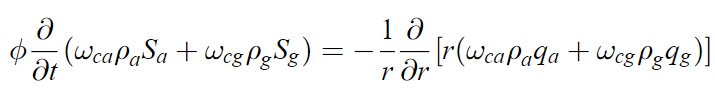 ϕ ∂/∂t (ω_ca ρ_a S_a + ω_cg ρ_g S_g) = − 1/r ∂/∂r [r(ω_ca ρ_a q_a + ω_cg ρ_g q_g)]